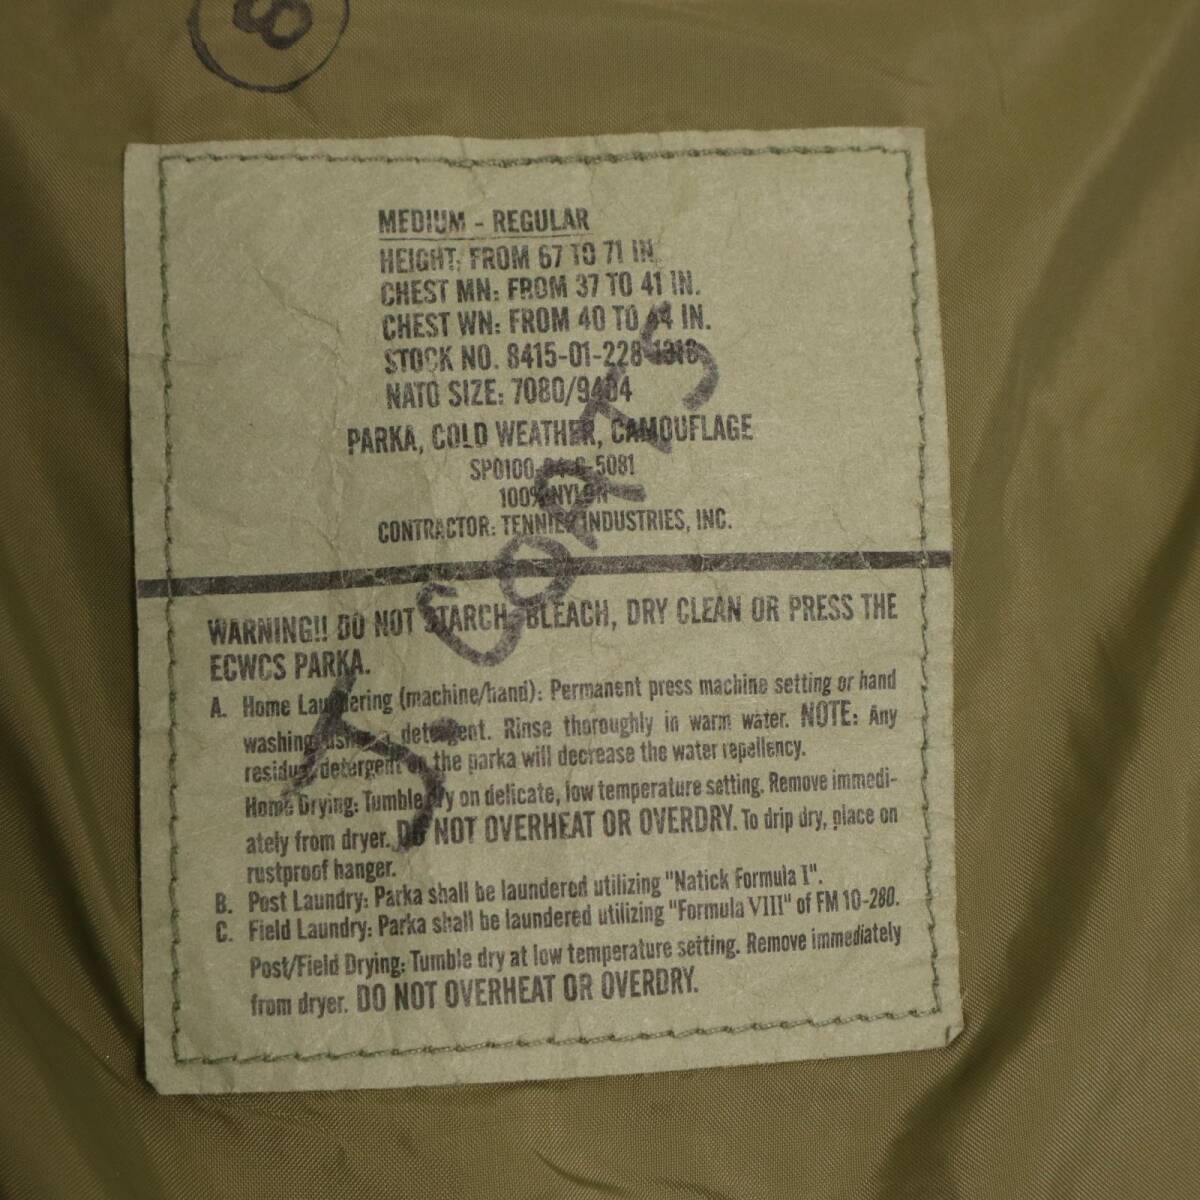 8
MEDIUM - REGULAR
HEIGHT: FROM 67 TO 71 IN.
CHEST MN: FROM 37 TO 41 IN.
CHEST WN: FROM 40 TO 44 IN.
STOCK NO. 8415-01-228-1316
NATO SIZE: 7080/9404
PARKA, COLD WEATHER, CAMOUFLAGE
100% NYLON
CONTRACTOR: TENNIER INDUSTRIES, INC.
J COATS
WARNING!! DO NOT STARCH, BLEACH, DRY CLEAN OR PRESS THE
ECWCS PARKA.
A. Home Laundering (machine/hand): Permanent press machine setting or hand
washing using a detergent. Rinse thoroughly in warm water. NOTE: Any
residue detergent on the parka will decrease the water repellency.
Home Drying: Tumble dry on delicate, low temperature setting. Remove immedi-
ately from dryer. DO NOT OVERHEAT OR OVERDRY. To drip dry, place on
rustproof hanger.
B. Post Laundry: Parka shall be laundered utilizing "Natick Formula I".
C. Field Laundry: Parka shall be laundered utilizing "Formula VIII" of FM 10-280.
Post/Field Drying: Tumble dry at low temperature setting. Remove immediately
from dryer. DO NOT OVERHEAT OR OVERDRY.